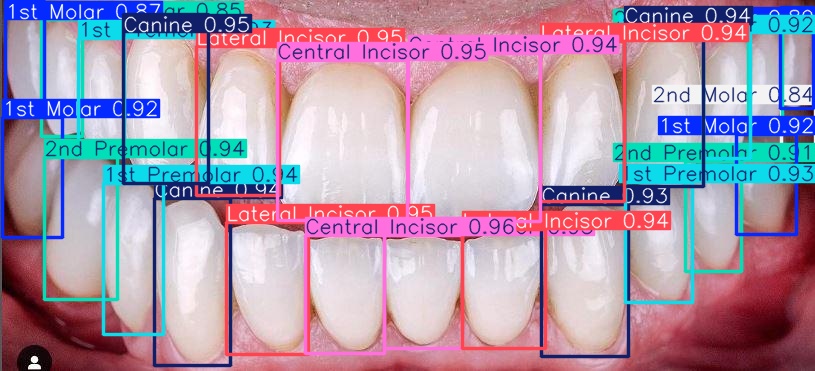 1st Molar 0.87
0.85
Canine 0.95
Lateral Incisor 0.95
Central Incisor 0.95
Incisor 0.94
Canine 0.94
Lateral Incisor 0.94
0.92
2nd Molar 0.84
1st Molar 0.92
1st Molar 0.92
2nd Premolar 0.94
2nd Premolar 0.91
1st Premolar 0.94
1st Premolar 0.93
Canine 0.94
Canine 0.93
Lateral Incisor 0.95
Incisor 0.94
Central Incisor 0.96